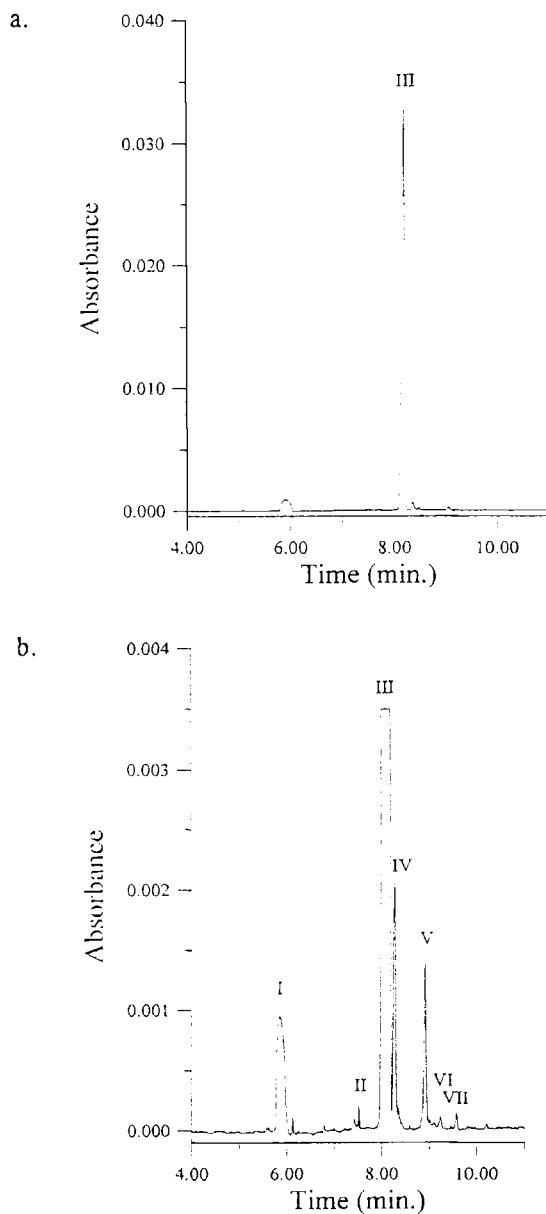 a.
0.040
III
0.030
Absorbance
0.020
0.010
0.000
4.00 6.00 8.00 10.00
Time (min.)
b.
0.004
III
0.003
IV
0.002
Absorbance
V
I
0.001
II
VI
VII
0.000
4.00 6.00 8.00 10.00
Time (min.)